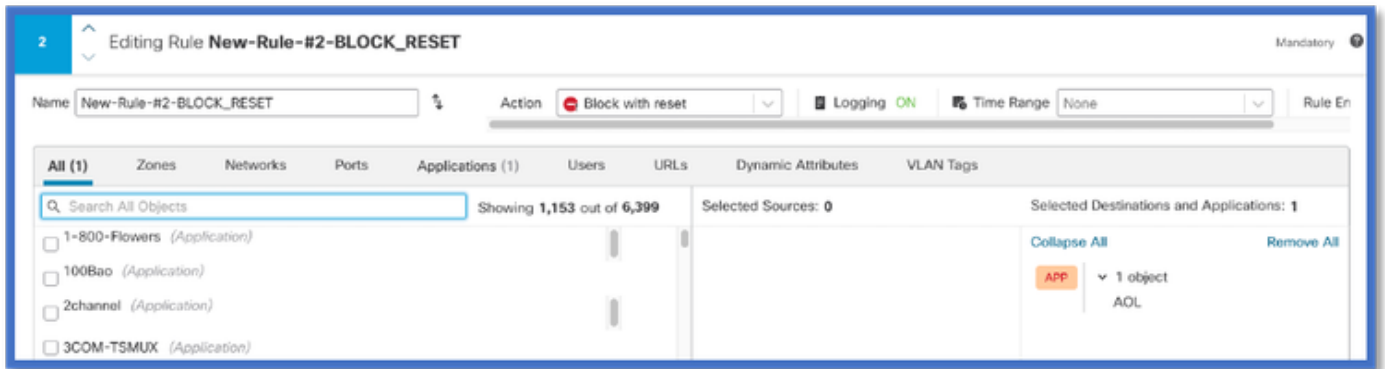 2 Editing Rule New-Rule-#2-BLOCK_RESET Mandatory
Name New-Rule-#2-BLOCK_RESET Action Block with reset Logging ON Time Range None Rule En
All (1) Zones Networks Ports Applications (1) Users URLs Dynamic Attributes VLAN Tags
Search All Objects Showing 1,153 out of 6,399 Selected Sources: 0 Selected Destinations and Applications: 1
1-800-Flowers (Application) Collapse All Remove All
100Bao (Application) APP 1 object
2channel (Application) AOL
3COM-TSMUX (Application)